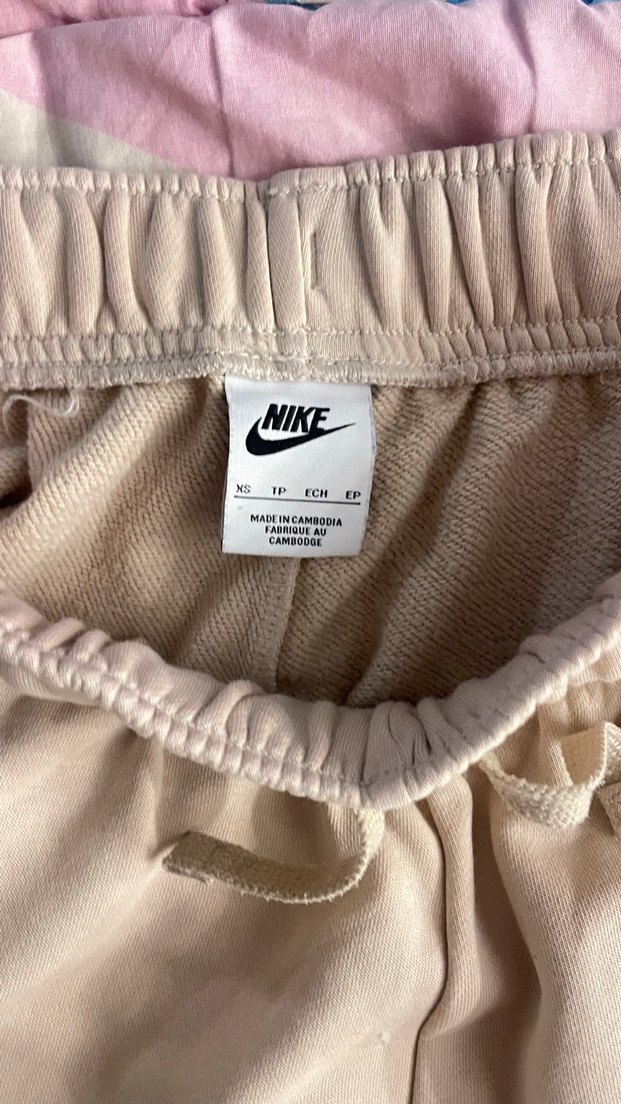 NIKE
XS TP ECH EP
MADE IN CAMBODIA
FABRIQUE AU
CAMBODGE